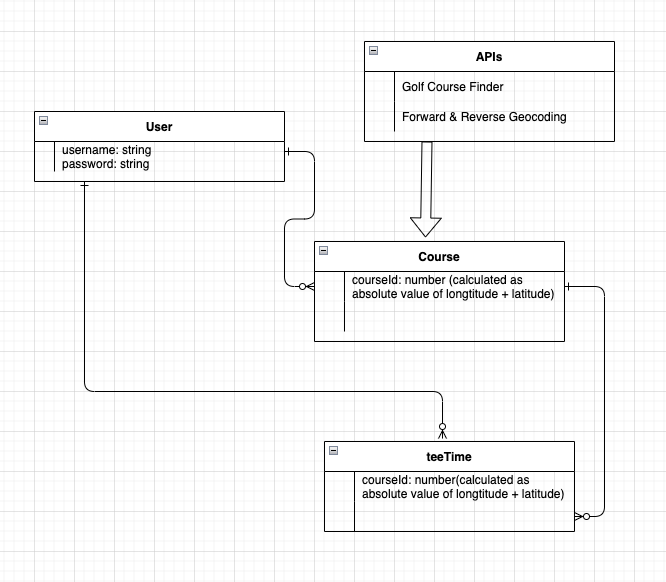 APIs
Golf Course Finder
Forward & Reverse Geocoding
User
username: string
password: string
Course
courseId: number (calculated as
absolute value of longtitude + latitude)
teeTime
courseId: number(calculated as
absolute value of longtitude + latitude)